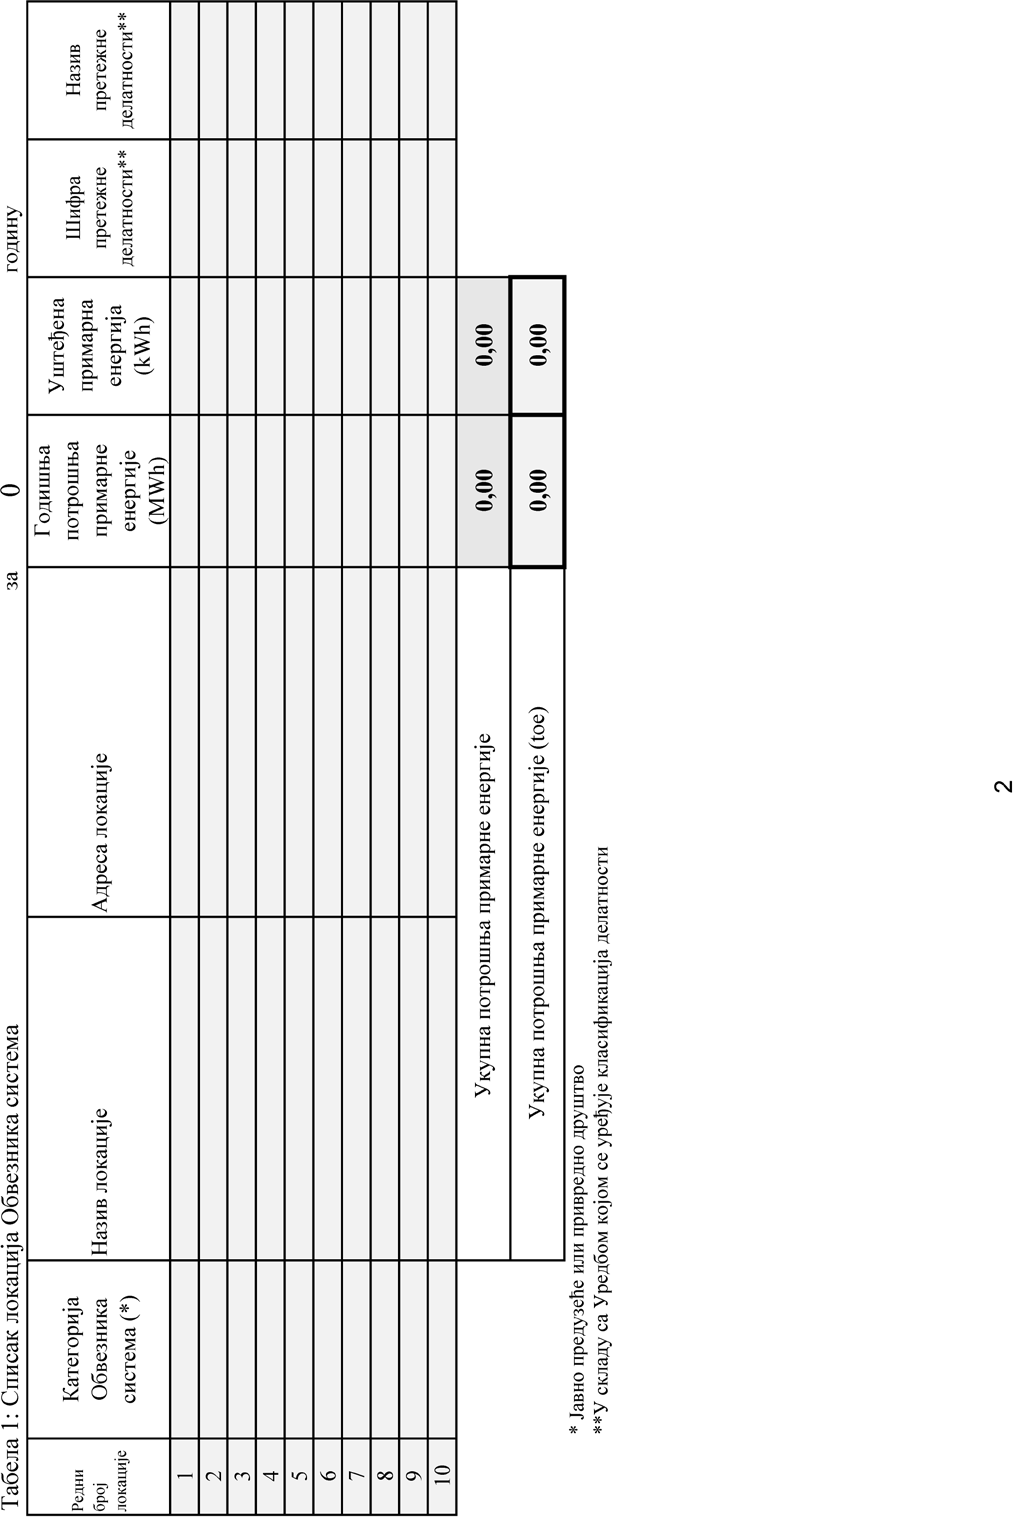 Табела 1: Списак локација Обвезника система за 0 годину
Редни
број
локације
Категорија
Обвезника
система (*)
Назив локације
Адреса локације
Годишња
потрошња
примарне
енергије
(MWh)
Уштеђена
примарна
енергија
(kWh)
Шифра
претежне
делатности**
Назив
претежне
делатности**
1
2
3
4
5
6
7
8
9
10
Укупна потрошња примарне енергије 0,00 0,00
Укупна потрошња примарне енергије (toe) 0,00 0,00
* Јавно предузеће или привредно друштво
**У складу са Уредбом којом се уређује класификација делатности
2